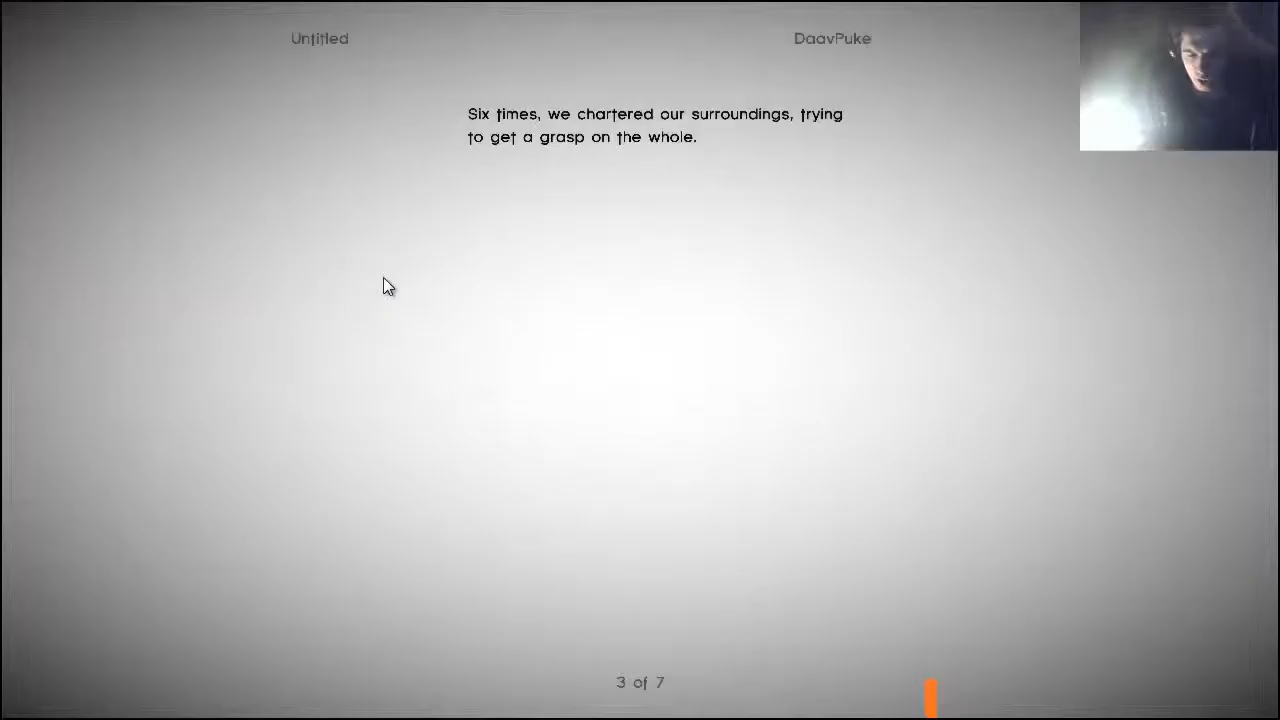 Untitled
DaavPuke
Six times, we chartered our surroundings, trying
to get a grasp on the whole.
3 of 7